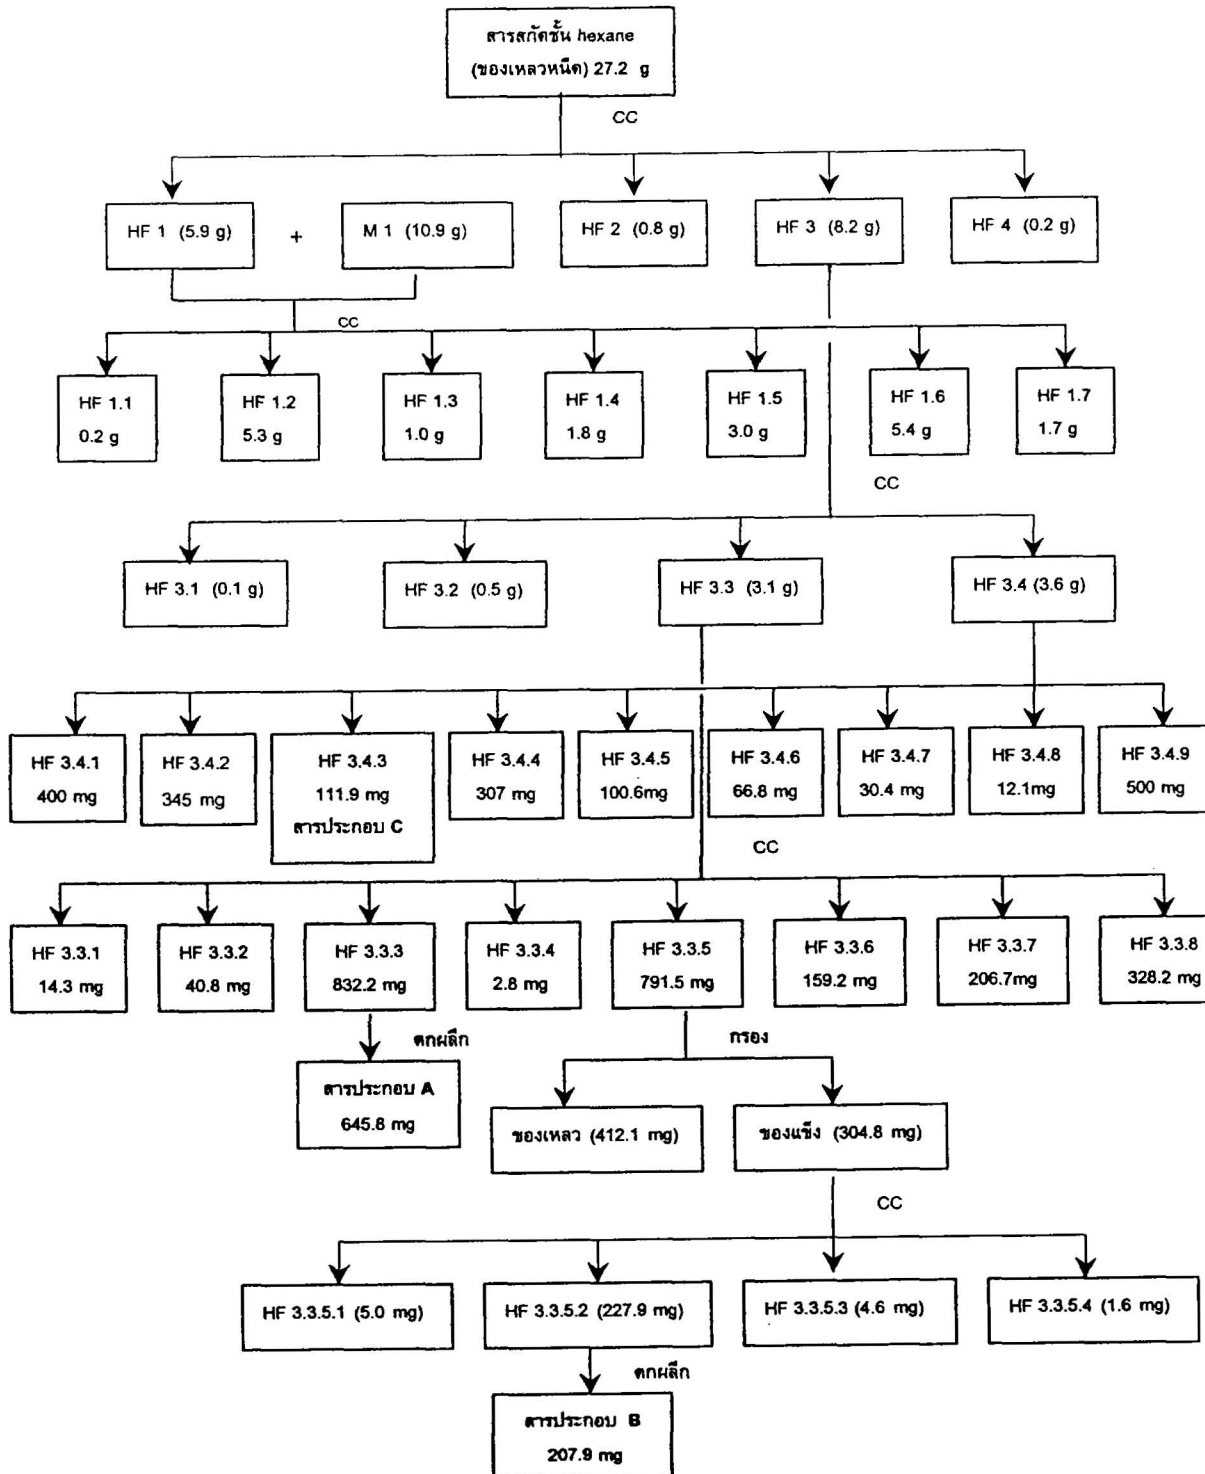 สารสกัดชั้น hexane
(ของเหลวหนืด) 27.2 g
CC
HF 1 (5.9 g)
+
M 1 (10.9 g)
HF 2 (0.8 g)
HF 3 (8.2 g)
HF 4 (0.2 g)
CC
HF 1.1
0.2 g
HF 1.2
5.3 g
HF 1.3
1.0 g
HF 1.4
1.8 g
HF 1.5
3.0 g
HF 1.6
5.4 g
HF 1.7
1.7 g
CC
HF 3.1 (0.1 g)
HF 3.2 (0.5 g)
HF 3.3 (3.1 g)
HF 3.4 (3.6 g)
HF 3.4.1
400 mg
HF 3.4.2
345 mg
HF 3.4.3
111.9 mg
สารประกอบ C
HF 3.4.4
307 mg
HF 3.4.5
100.6mg
HF 3.4.6
66.8 mg
HF 3.4.7
30.4 mg
HF 3.4.8
12.1mg
HF 3.4.9
500 mg
CC
HF 3.3.1
14.3 mg
HF 3.3.2
40.8 mg
HF 3.3.3
832.2 mg
HF 3.3.4
2.8 mg
HF 3.3.5
791.5 mg
HF 3.3.6
159.2 mg
HF 3.3.7
206.7mg
HF 3.3.8
328.2 mg
ตกผลึก
กรอง
สารประกอบ A
645.8 mg
ของเหลว (412.1 mg)
ของแข็ง (304.8 mg)
CC
HF 3.3.5.1 (5.0 mg)
HF 3.3.5.2 (227.9 mg)
HF 3.3.5.3 (4.6 mg)
HF 3.3.5.4 (1.6 mg)
ตกผลึก
สารประกอบ B
207.9 mg